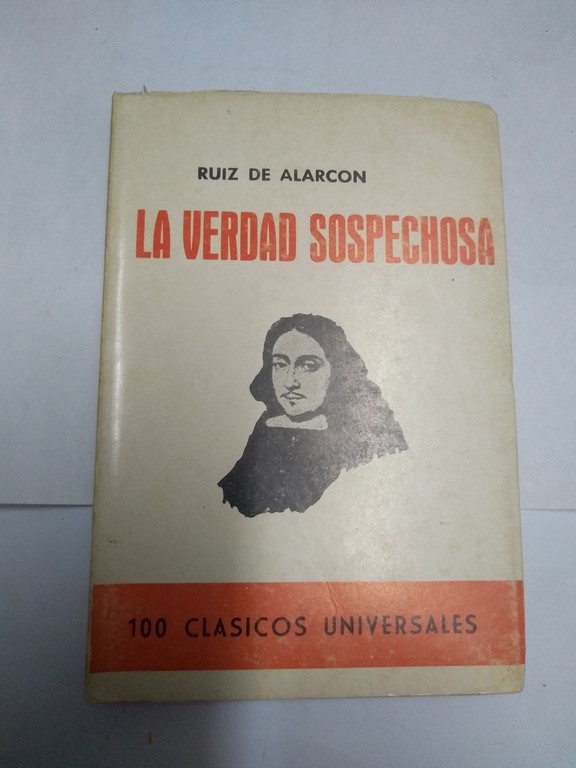 RUIZ DE ALARCON
LA VERDAD SOSPECHOSA
100 CLASICOS UNIVERSALES